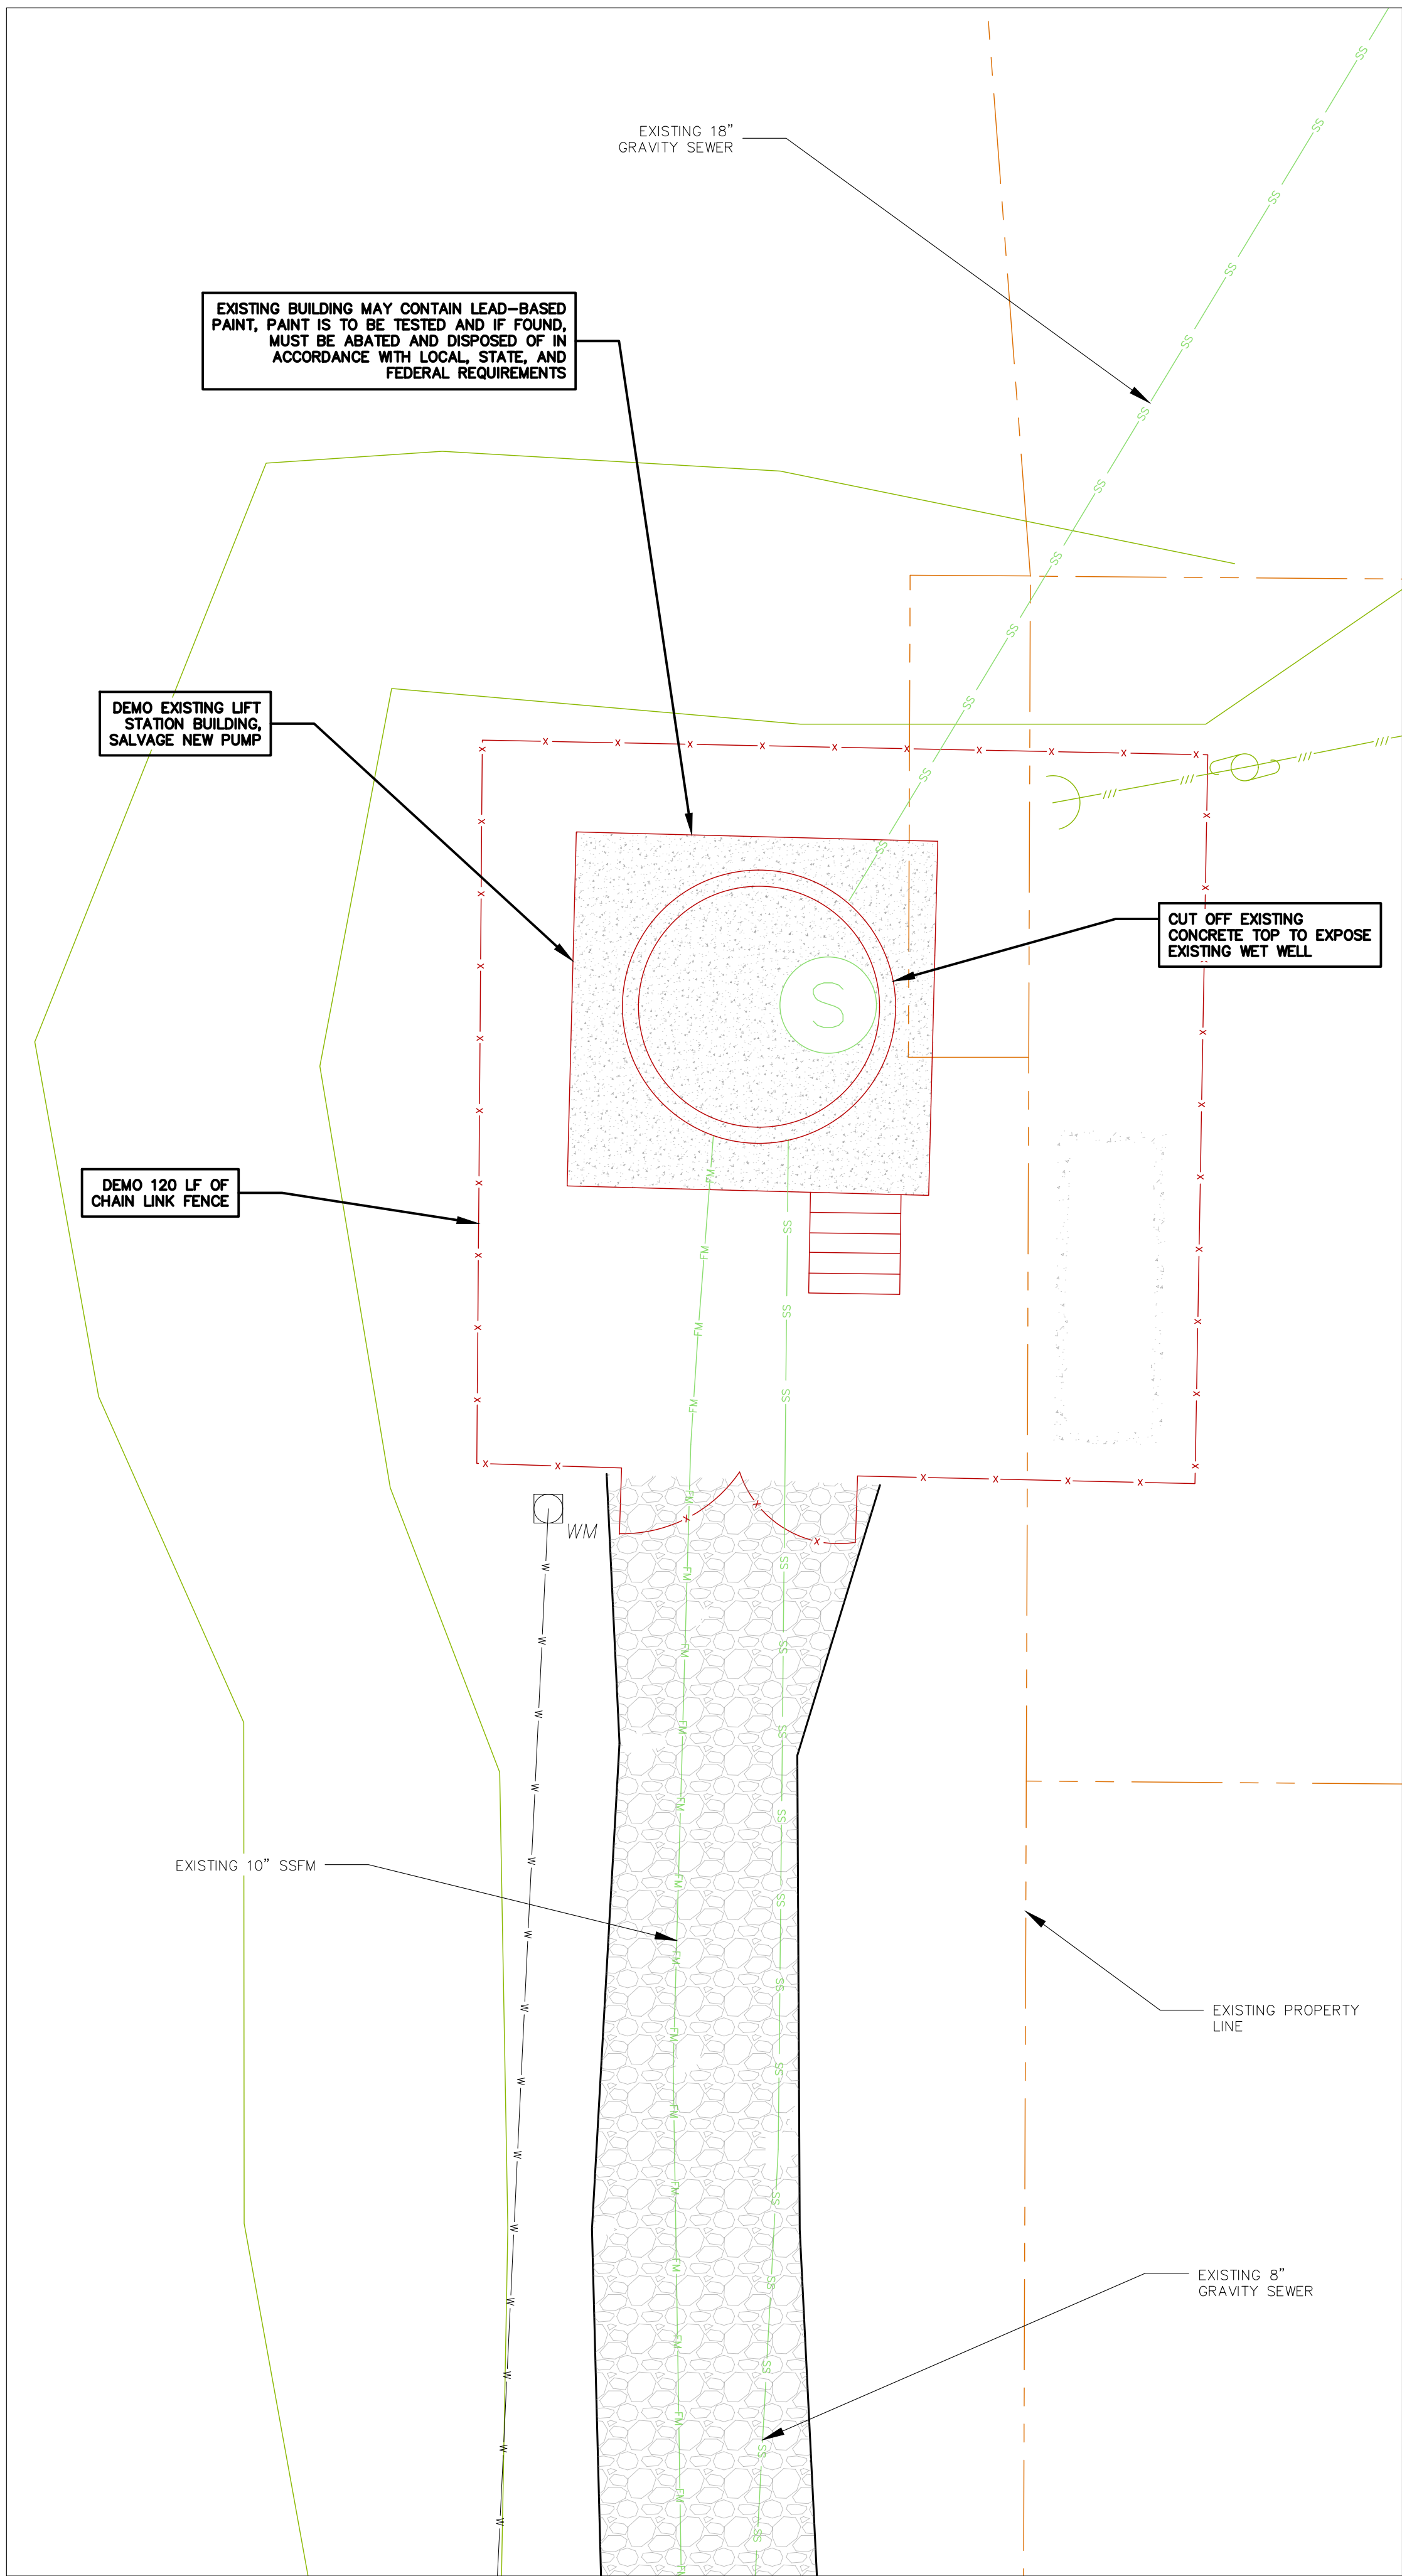 EXISTING 18"
GRAVITY SEWER
EXISTING BUILDING MAY CONTAIN LEAD-BASED
PAINT, PAINT IS TO BE TESTED AND IF FOUND,
MUST BE ABATED AND DISPOSED OF IN
ACCORDANCE WITH LOCAL, STATE, AND
FEDERAL REQUIREMENTS
DEMO EXISTING LIFT
STATION BUILDING,
SALVAGE NEW PUMP
CUT OFF EXISTING
CONCRETE TOP TO EXPOSE
EXISTING WET WELL
S
DEMO 120 LF OF
CHAIN LINK FENCE
WM
EXISTING 10" SSFM
EXISTING PROPERTY
LINE
EXISTING 8"
GRAVITY SEWER
SS
FM
W
X